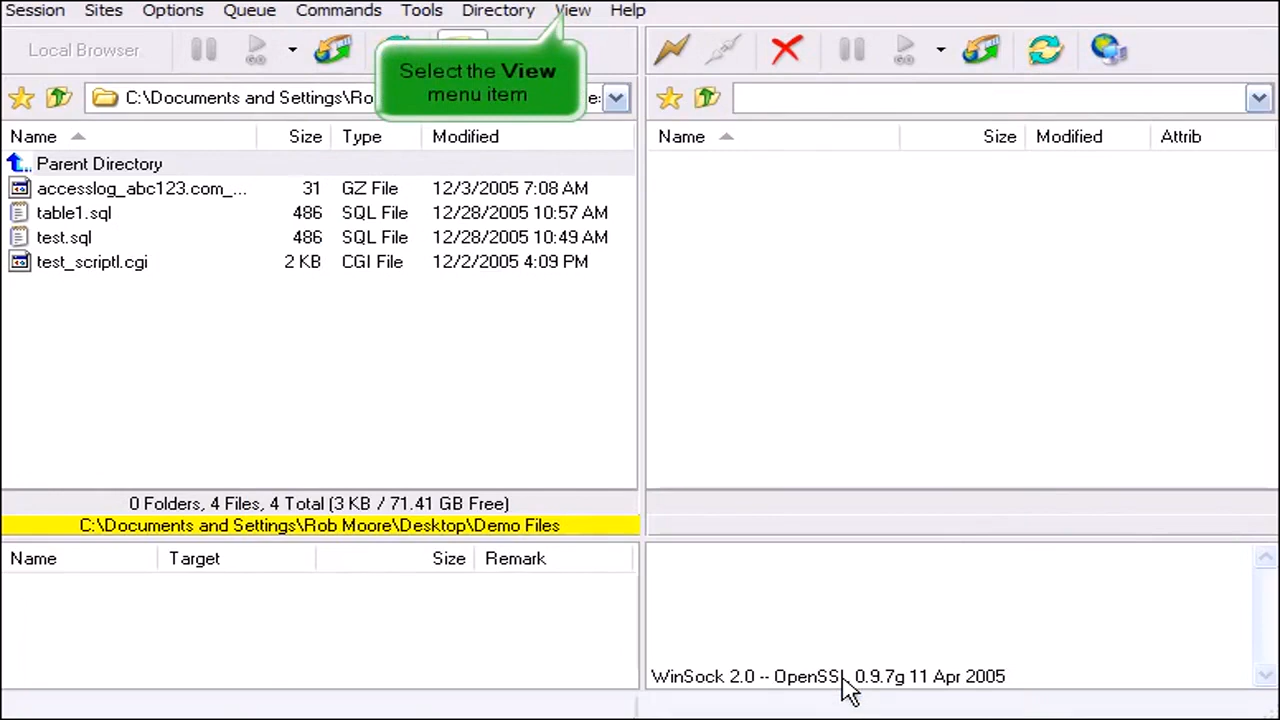 Session Sites Options Queue Commands Tools Directory View Help
Local Browser
Select the View
menu item
C:\Documents and Settings\Ro
Name Size Type Modified
Parent Directory
accesslog_abc123.com_... 31 GZ File 12/3/2005 7:08 AM
table1.sql 486 SQL File 12/28/2005 10:57 AM
test.sql 486 SQL File 12/28/2005 10:49 AM
test_scriptl.cgi 2 KB CGI File 12/2/2005 4:09 PM
0 Folders, 4 Files, 4 Total (3 KB / 71.41 GB Free)
C:\Documents and Settings\Rob Moore\Desktop\Demo Files
Name Target Size Remark
Name Size Modified Attrib
WinSock 2.0 -- OpenSSL 0.9.7g 11 Apr 2005